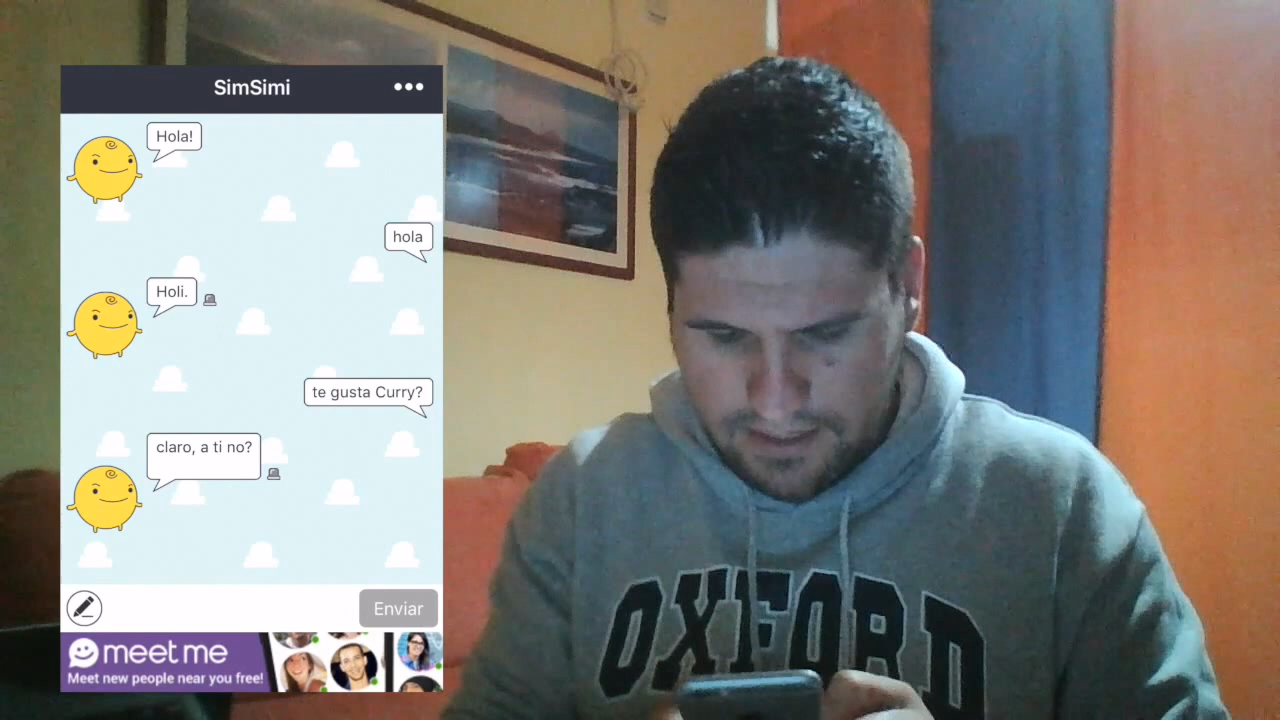 SimSimi
Hola!
hola
Holi.
te gusta Curry?
claro, a ti no?
Enviar
meet me
Meet new people near you free!
OXFORD